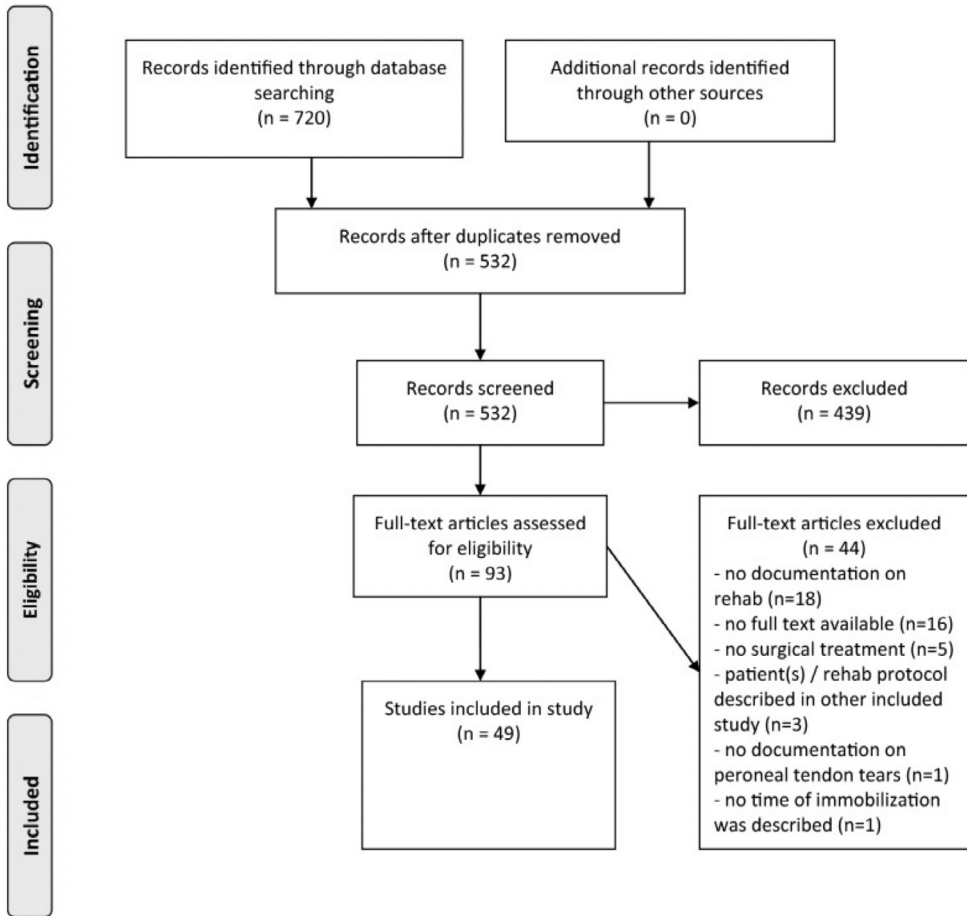 Identification
Records identified through database
searching
(n = 720)
Additional records identified
through other sources
(n = 0)
Records after duplicates removed
(n = 532)
Screening
Records screened
(n = 532)
Records excluded
(n = 439)
Eligibility
Full-text articles assessed
for eligibility
(n = 93)
Full-text articles excluded
(n = 44)
- no documentation on
rehab (n=18)
- no full text available (n=16)
- no surgical treatment (n=5)
- patient(s) / rehab protocol
described in other included
study (n=3)
- no documentation on
peroneal tendon tears (n=1)
- no time of immobilization
was described (n=1)
Included
Studies included in study
(n = 49)